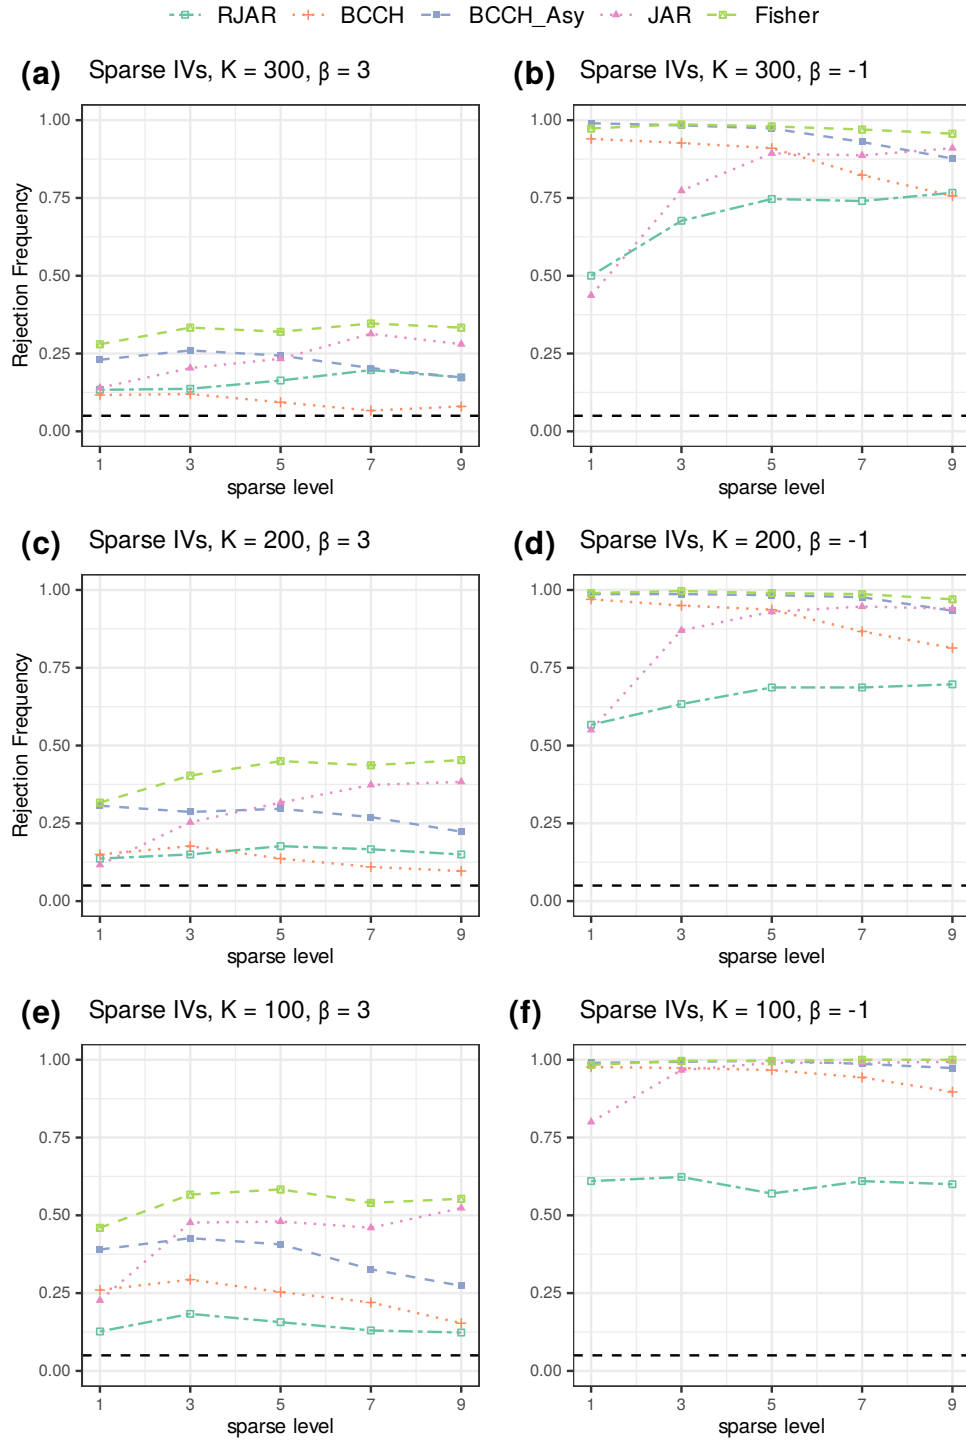 RJAR BCCH BCCH_Asy JAR Fisher
(a) Sparse IVs, K = 300, β = 3
(b) Sparse IVs, K = 300, β = -1
Rejection Frequency
1.00
0.75
0.50
0.25
0.00
1 3 5 7 9
sparse level
1.00
0.75
0.50
0.25
0.00
1 3 5 7 9
sparse level
(c) Sparse IVs, K = 200, β = 3
(d) Sparse IVs, K = 200, β = -1
Rejection Frequency
1.00
0.75
0.50
0.25
0.00
1 3 5 7 9
sparse level
1.00
0.75
0.50
0.25
0.00
1 3 5 7 9
sparse level
(e) Sparse IVs, K = 100, β = 3
(f) Sparse IVs, K = 100, β = -1
1.00
0.75
0.50
0.25
0.00
1 3 5 7 9
sparse level
1.00
0.75
0.50
0.25
0.00
1 3 5 7 9
sparse level